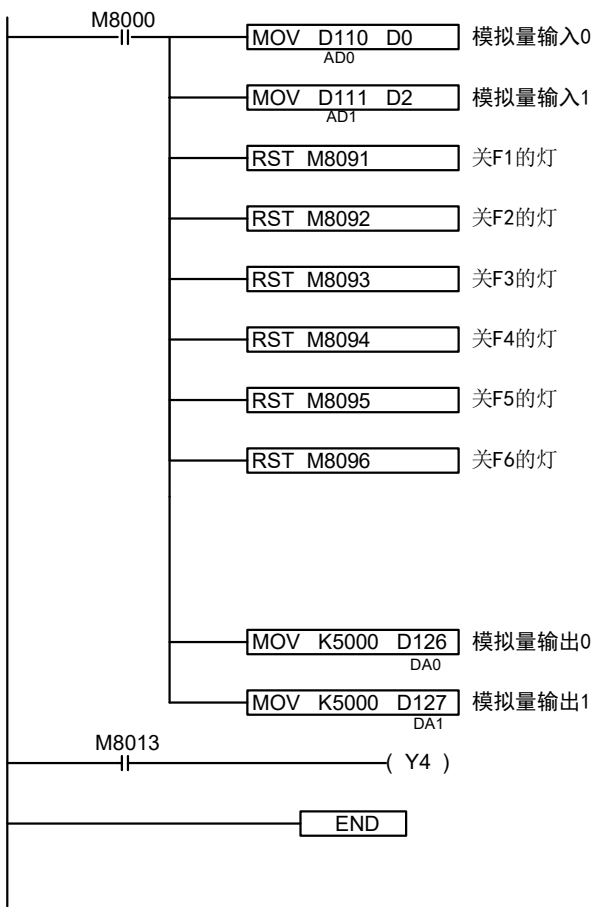 M8000
MOV D110 D0 模拟量输入0
AD0
MOV D111 D2 模拟量输入1
AD1
RST M8091 关F1的灯
RST M8092 关F2的灯
RST M8093 关F3的灯
RST M8094 关F4的灯
RST M8095 关F5的灯
RST M8096 关F6的灯
MOV K5000 D126 模拟量输出0
DA0
MOV K5000 D127 模拟量输出1
DA1
M8013
( Y4 )
END